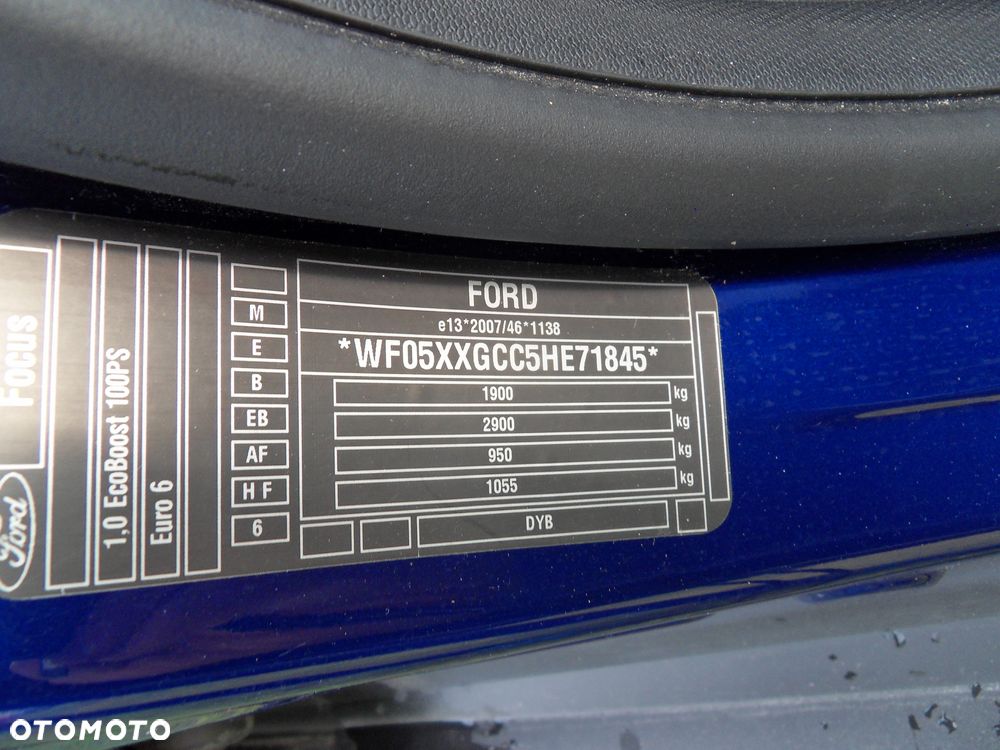 Focus
Ford
1,0 EcoBoost 100PS
Euro 6
M
E
B
EB
AF
H F
6
FORD
e13*2007/46*1138
*WF05XXGCC5HE71845*
1900 kg
2900 kg
950 kg
1055 kg
DYB
OTOMOTO